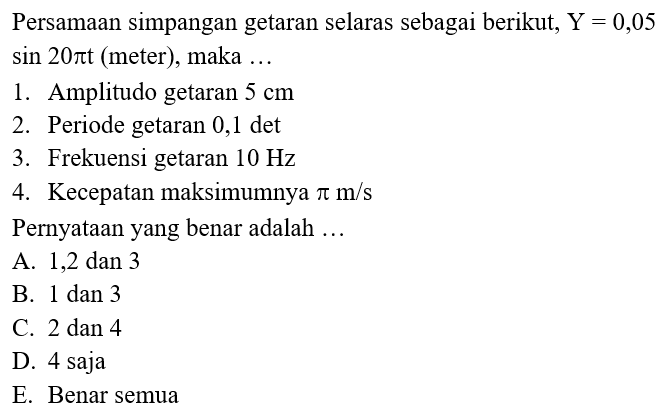 Persamaan simpangan getaran selaras sebagai berikut, Y = 0,05
sin 20πt (meter), maka …
1. Amplitudo getaran 5 cm
2. Periode getaran 0,1 det
3. Frekuensi getaran 10 Hz
4. Kecepatan maksimumnya π m/s
Pernyataan yang benar adalah …
A. 1,2 dan 3
B. 1 dan 3
C. 2 dan 4
D. 4 saja
E. Benar semua